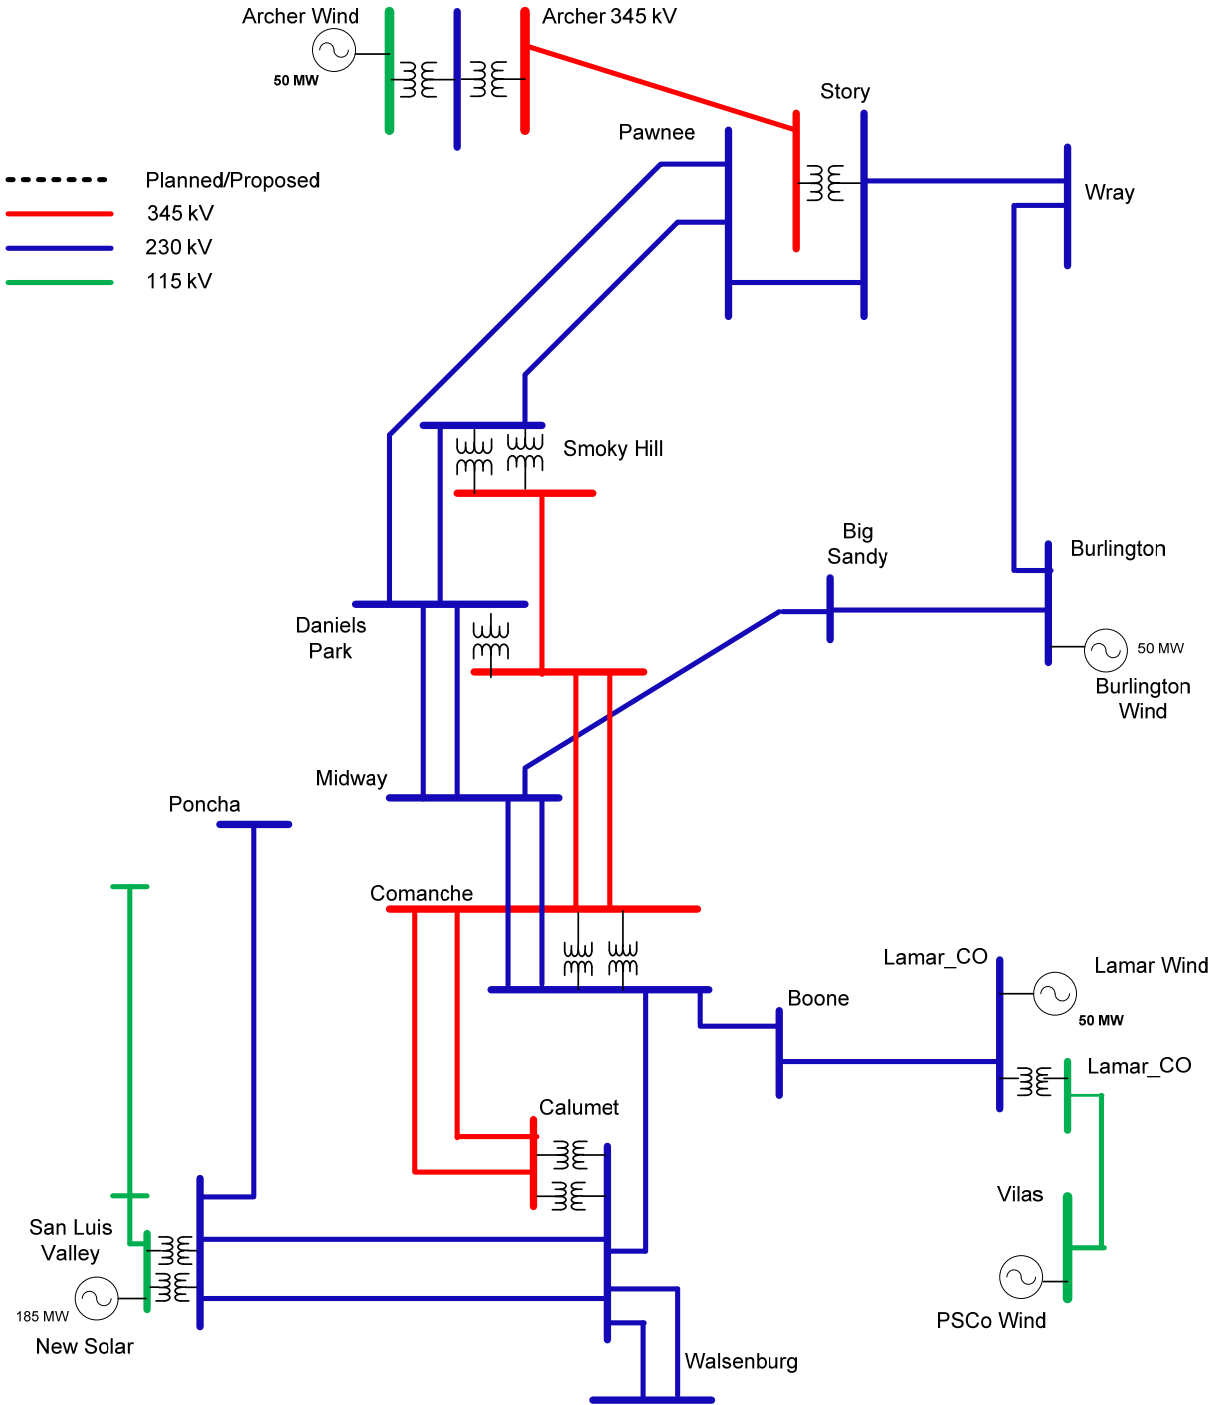 Archer Wind
Archer 345 kV
50 MW
Story
Pawnee
Planned/Proposed
345 kV
230 kV
115 kV
Wray
Smoky Hill
Big
Sandy
Burlington
50 MW
Burlington
Wind
Daniels
Park
Midway
Poncha
Comanche
Lamar_CO
Lamar Wind
50 MW
Boone
Lamar_CO
Calumet
Vilas
San Luis
Valley
185 MW
New Solar
PSCo Wind
Walsenburg